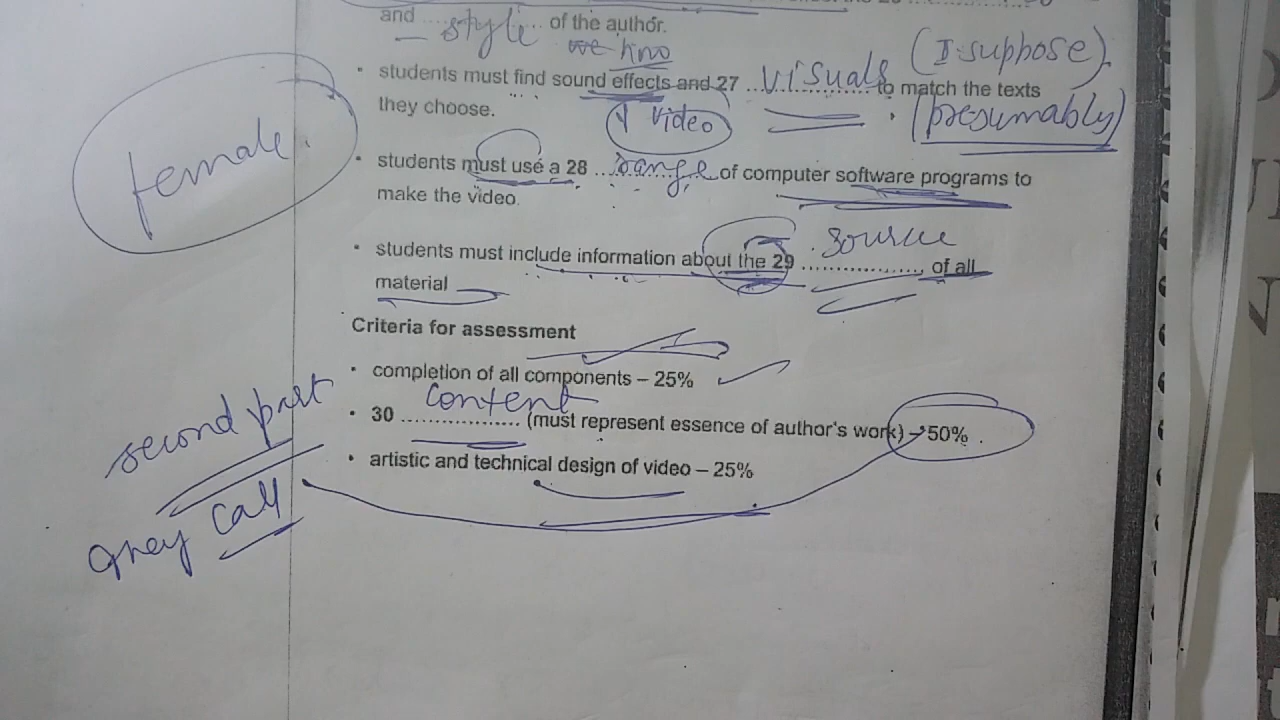 and ........ style ........ of the author.
we kno
(I suppose).
• students must find sound effects and 27 ... visuals ... to match the texts
they choose.
video
(presumably)
• students must use a 28 ... range of computer software programs to
make the video
female.
source
• students must include information about the 29 .................... of all
material
Criteria for assessment
• completion of all components – 25%
content
• 30 .................. (must represent essence of author's work) – 50%
• artistic and technical design of video – 25%
second part
they call